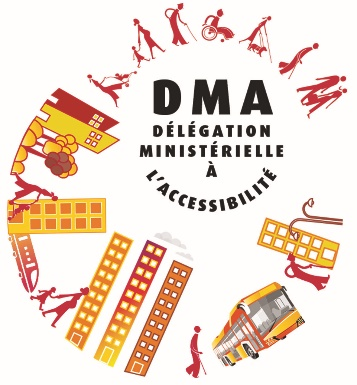 DMA
DÉLÉGATION
MINISTÉRIELLE
À
L'ACCESSIBILITÉ